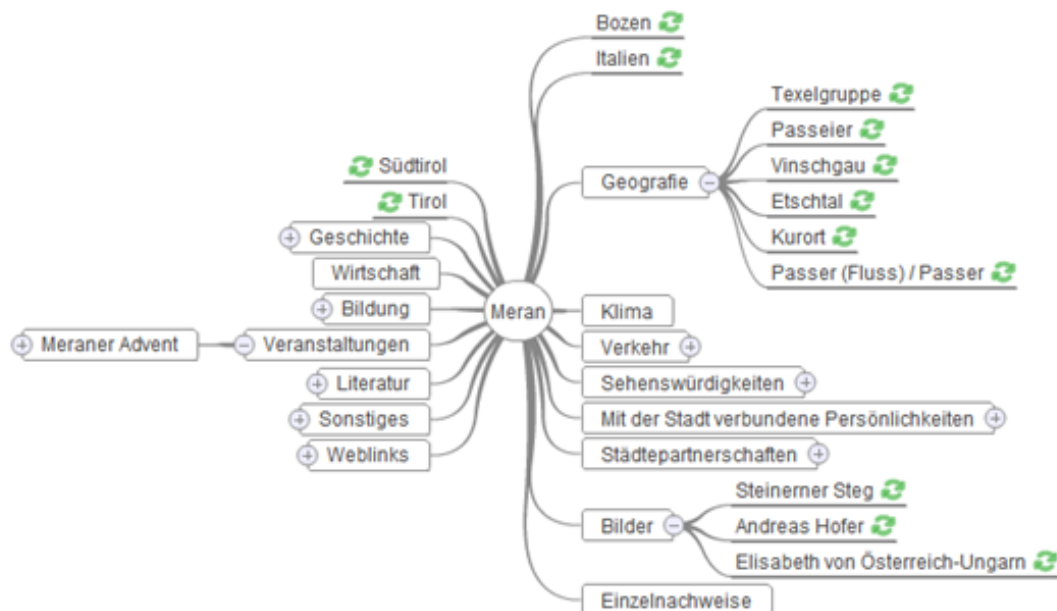 Bozen
Italien
Texelgruppe
Passeier
Vinschgau
Geografie
Etschtal
Kurort
Passer (Fluss) / Passer
Südtirol
Tirol
Geschichte
Wirtschaft
Bildung
Meraner Advent
Veranstaltungen
Literatur
Sonstiges
Weblinks
Meran
Klima
Verkehr
Sehenswürdigkeiten
Mit der Stadt verbundene Persönlichkeiten
Städtepartnerschaften
Bilder
Steinerner Steg
Andreas Hofer
Elisabeth von Österreich-Ungarn
Einzelnachweise